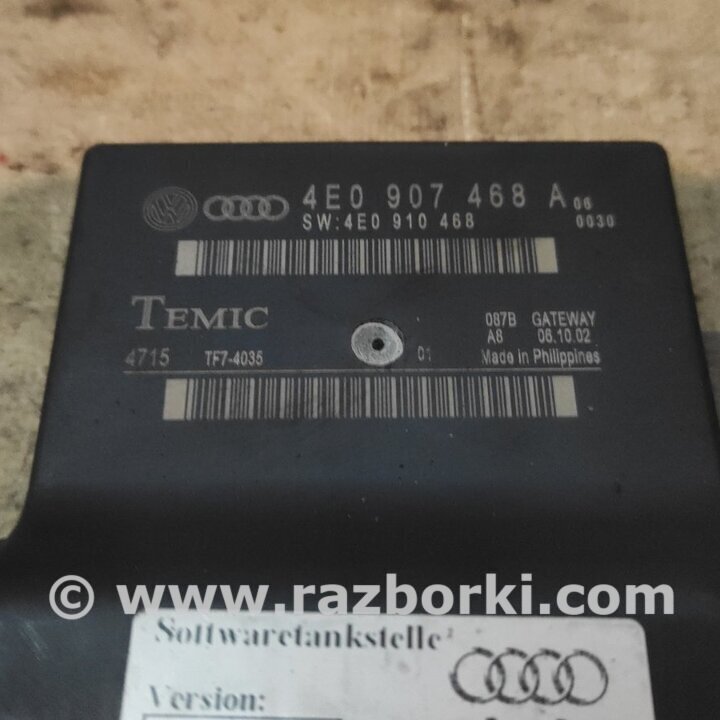 4E0 907 468 A 06
SW:4E0 910 468 0030
TEMIC
087B GATEWAY
A8 06.10.02
4715 TF7-4035 01 Made in Philippines
© www.razborki.com
Softwaretankstelle²
Version: